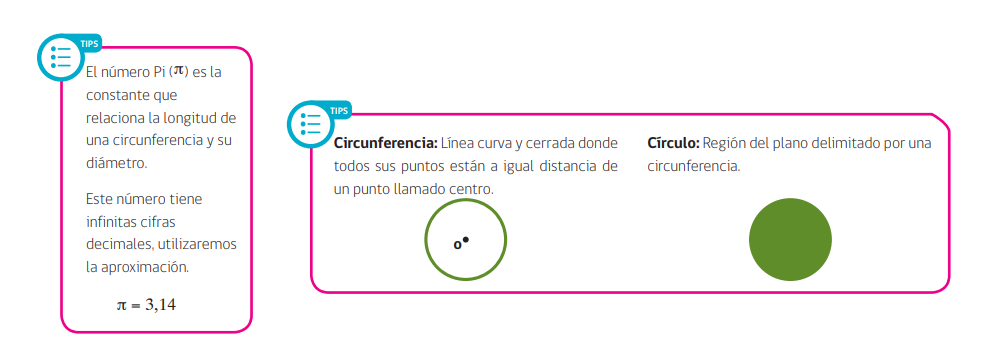 TIPS
El número Pi (π) es la
constante que
relaciona la longitud de
una circunferencia y su
diámetro.
Este número tiene
infinitas cifras
decimales, utilizaremos
la aproximación.
π = 3,14
TIPS
Circunferencia: Línea curva y cerrada donde
todos sus puntos están a igual distancia de
un punto llamado centro.
o
Círculo: Región del plano delimitado por una
circunferencia.